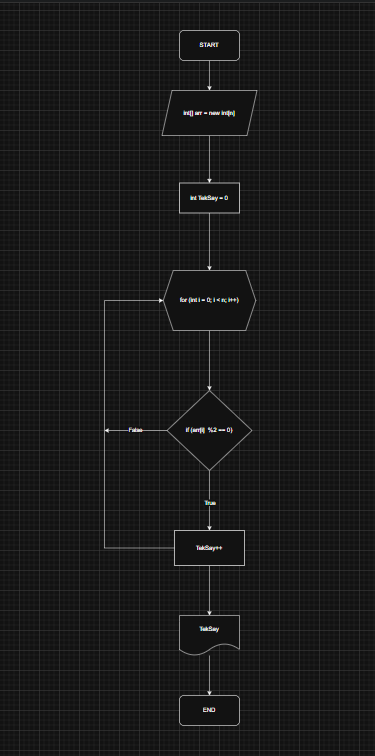 START
int[] arr = new int[n]
int TekSay = 0
for (int i = 0; i < n; i++)
if (arr[i] %2 == 0)
False
True
TekSay++
TekSay
END